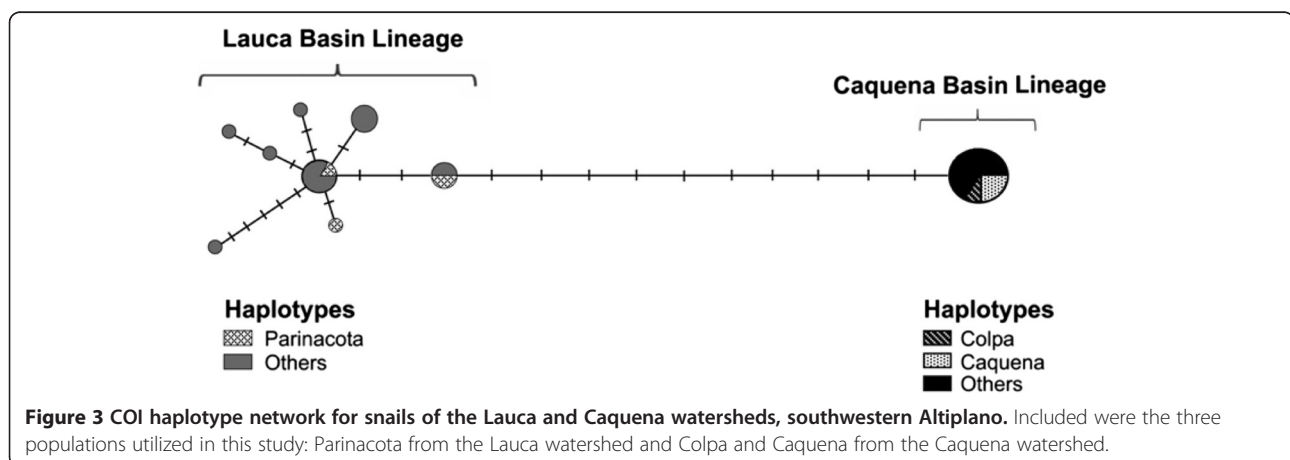 Lauca Basin Lineage
Caquena Basin Lineage
Haplotypes
Parinacota
Others
Haplotypes
Colpa
Caquena
Others
Figure 3 COI haplotype network for snails of the Lauca and Caquena watersheds, southwestern Altiplano. Included were the three
populations utilized in this study: Parinacota from the Lauca watershed and Colpa and Caquena from the Caquena watershed.